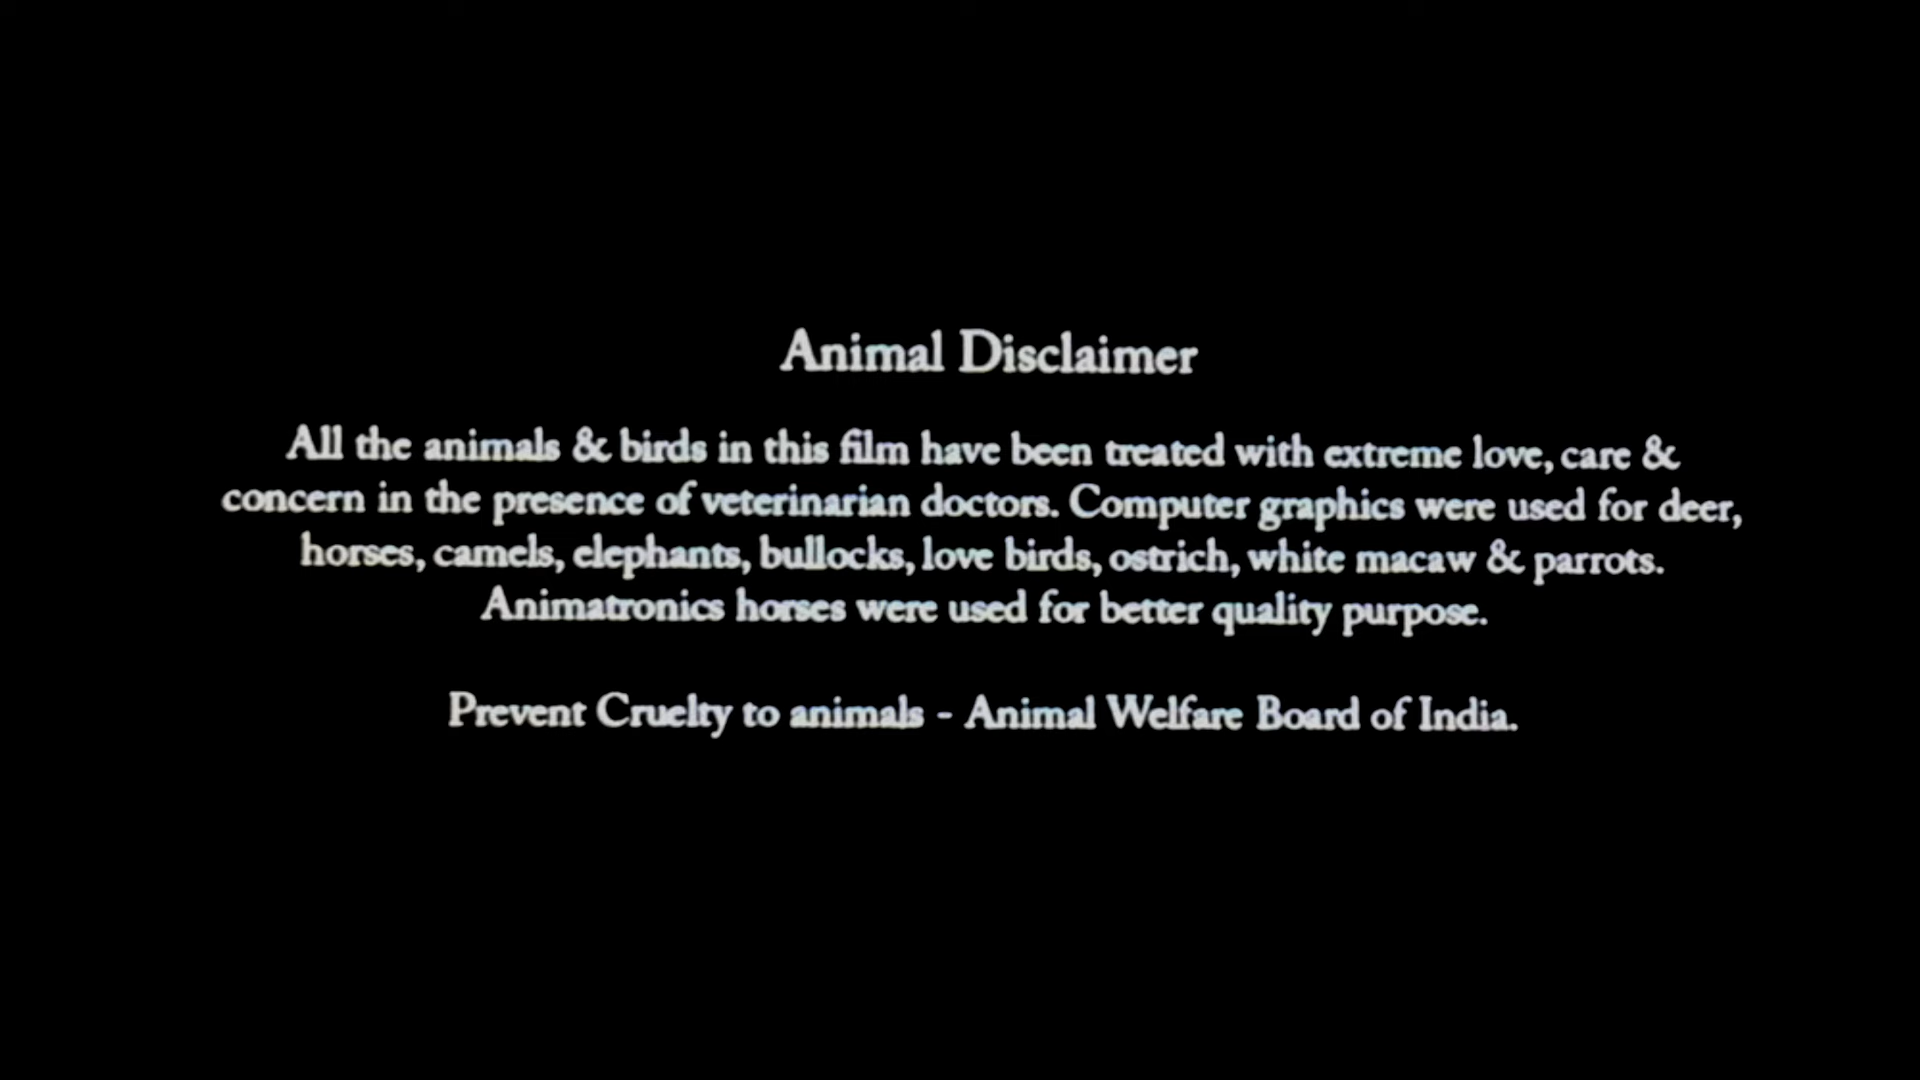 Animal Disclaimer
All the animals & birds in this film have been treated with extreme love, care &
concern in the presence of veterinarian doctors. Computer graphics were used for deer,
horses, camels, elephants, bullocks, love birds, ostrich, white macaw & parrots.
Animatronics horses were used for better quality purpose.
Prevent Cruelty to animals - Animal Welfare Board of India.